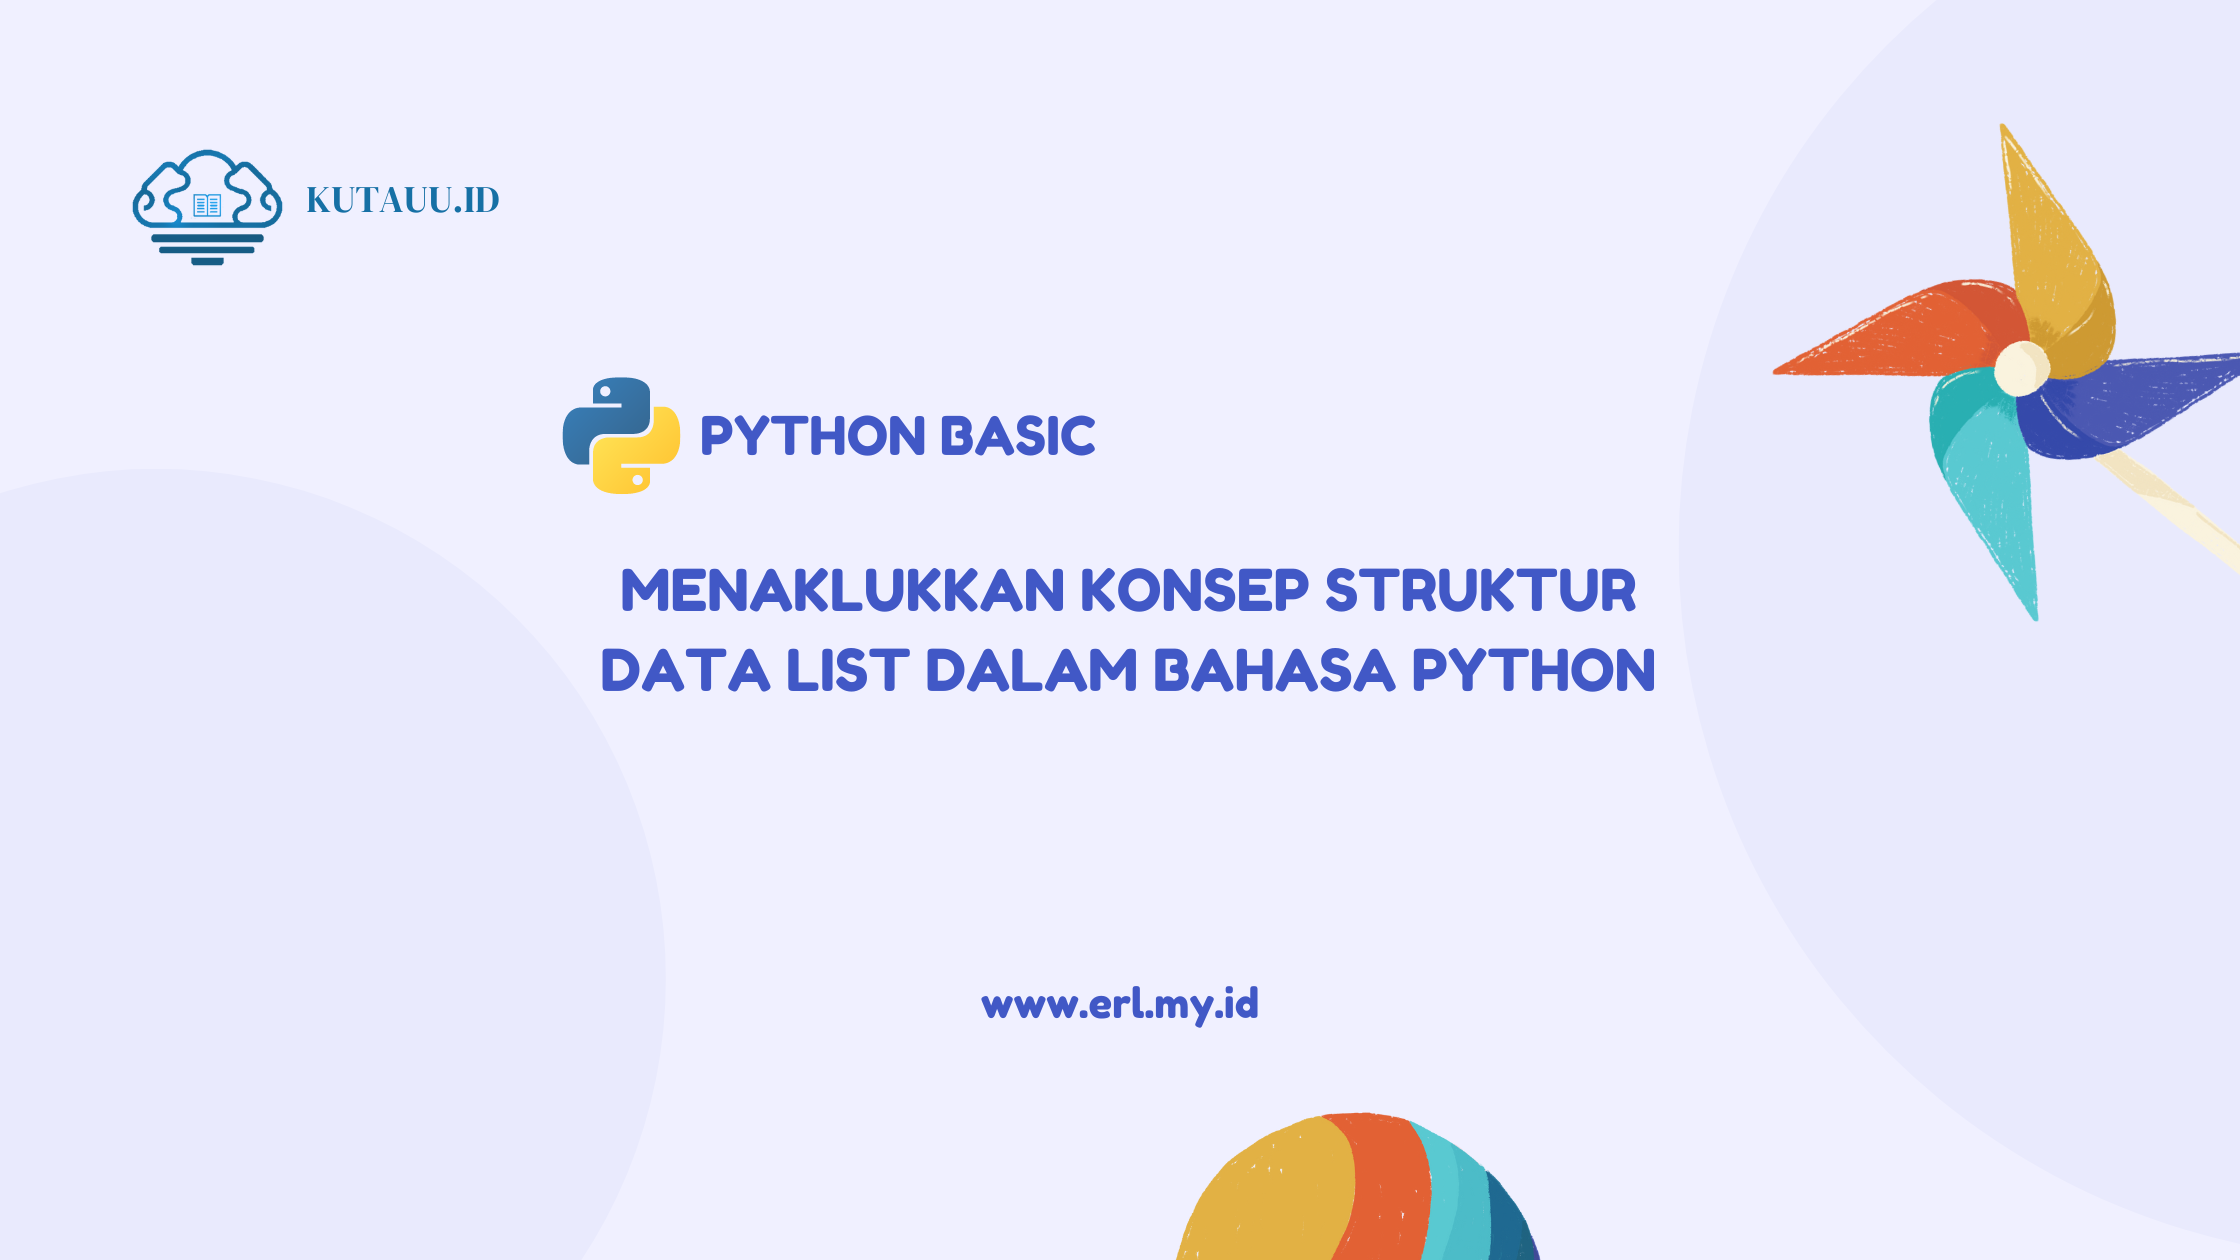 KUTAUU.ID
PYTHON BASIC
MENAKLUKKAN KONSEP STRUKTUR
DATA LIST DALAM BAHASA PYTHON
www.erl.my.id